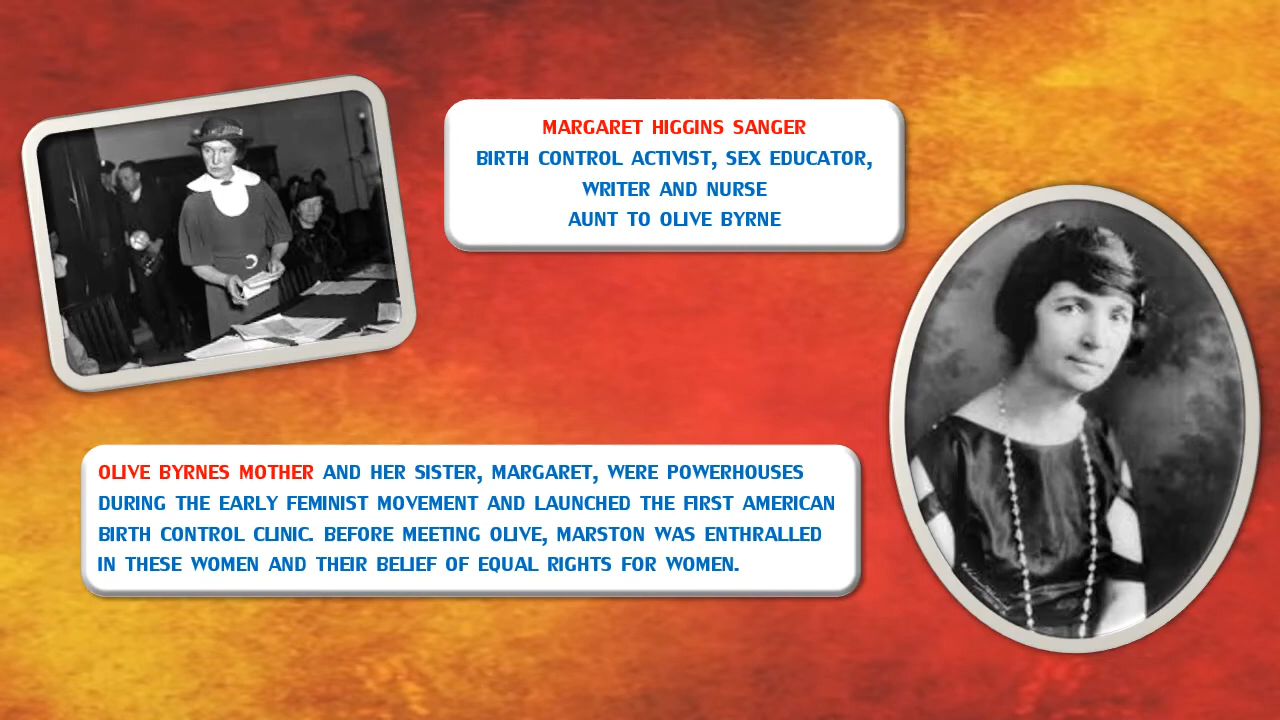 MARGARET HIGGINS SANGER
BIRTH CONTROL ACTIVIST, SEX EDUCATOR,
WRITER AND NURSE
AUNT TO OLIVE BYRNE
OLIVE BYRNES MOTHER AND HER SISTER, MARGARET, WERE POWERHOUSES
DURING THE EARLY FEMINIST MOVEMENT AND LAUNCHED THE FIRST AMERICAN
BIRTH CONTROL CLINIC. BEFORE MEETING OLIVE, MARSTON WAS ENTHRALLED
IN THESE WOMEN AND THEIR BELIEF OF EQUAL RIGHTS FOR WOMEN.